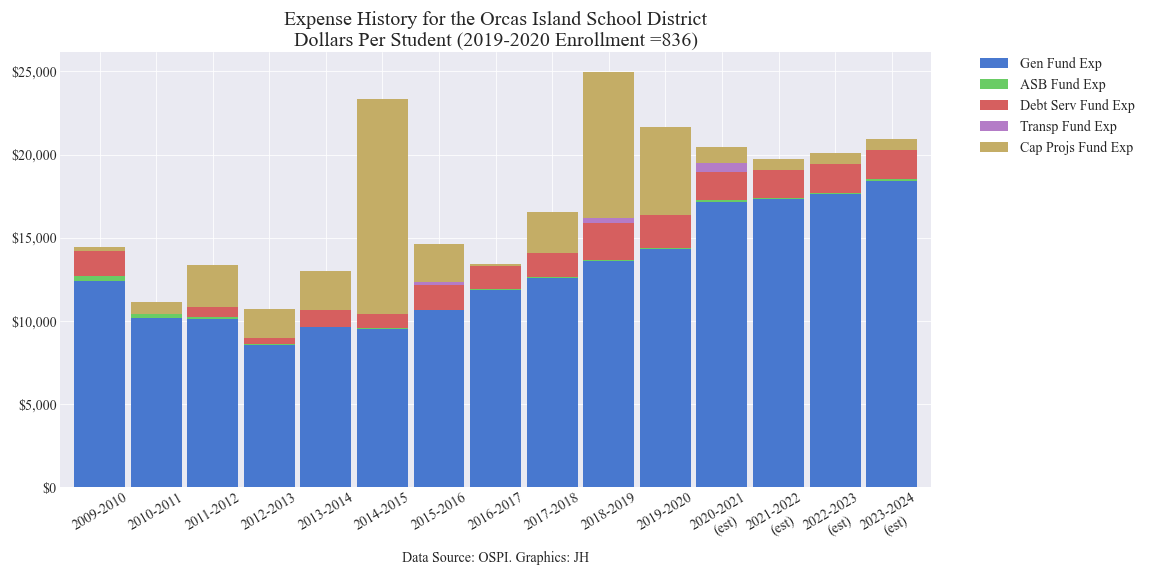 Expense History for the Orcas Island School District
Dollars Per Student (2019-2020 Enrollment =836)
$25,000
$20,000
$15,000
$10,000
$5,000
$0
Gen Fund Exp
ASB Fund Exp
Debt Serv Fund Exp
Transp Fund Exp
Cap Projs Fund Exp
2009-2010
2010-2011
2011-2012
2012-2013
2013-2014
2014-2015
2015-2016
2016-2017
2017-2018
2018-2019
2019-2020
2020-2021
(est)
2021-2022
(est)
2022-2023
(est)
2023-2024
(est)
Data Source: OSPI. Graphics: JH